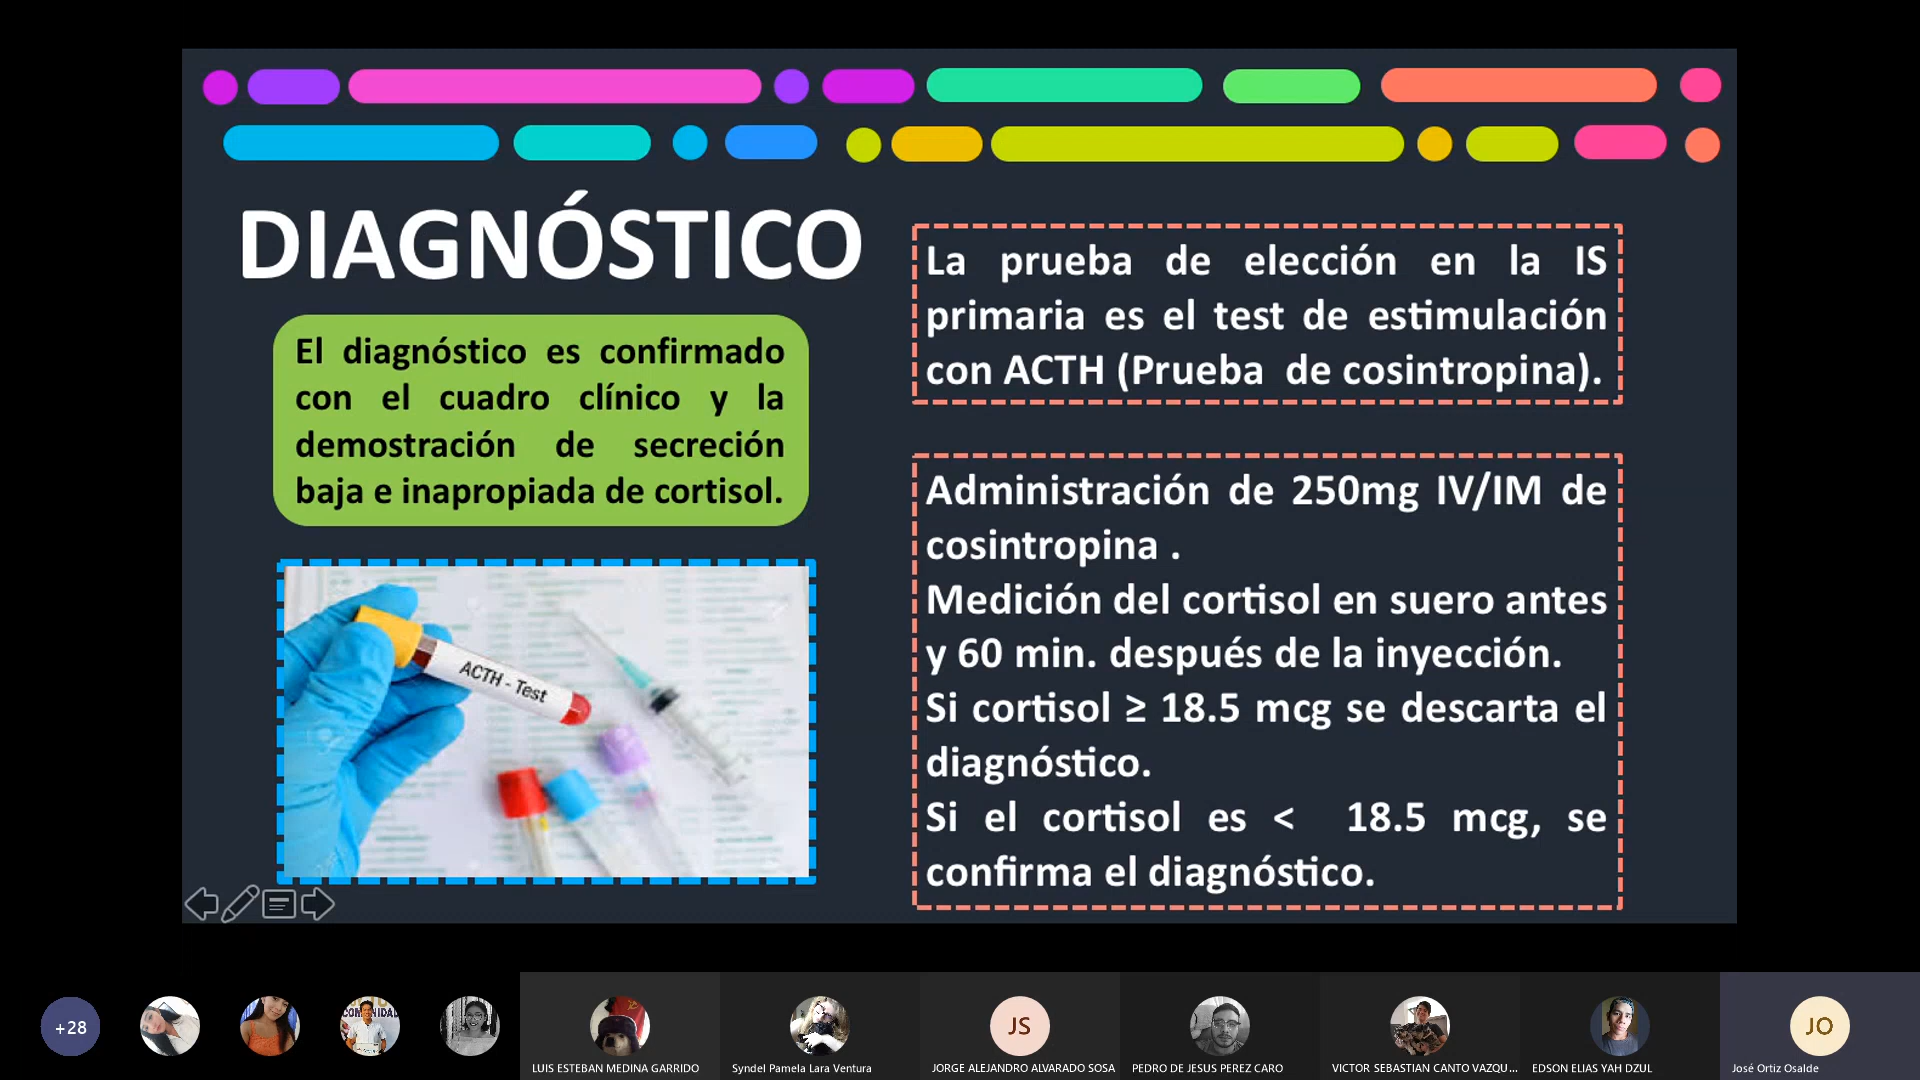 DIAGNÓSTICO
El diagnóstico es confirmado
con el cuadro clínico y la
demostración de secreción
baja e inapropiada de cortisol.
ACTH - Test
La prueba de elección en la IS
primaria es el test de estimulación
con ACTH (Prueba de cosintropina).
Administración de 250mg IV/IM de
cosintropina .
Medición del cortisol en suero antes
y 60 min. después de la inyección.
Si cortisol ≥ 18.5 mcg se descarta el
diagnóstico.
Si el cortisol es < 18.5 mcg, se
confirma el diagnóstico.
+28
JS
JO
LUIS ESTEBAN MEDINA GARRIDO
Syndel Pamela Lara Ventura
JORGE ALEJANDRO ALVARADO SOSA
PEDRO DE JESUS PEREZ CARO
VICTOR SEBASTIAN CANTO VAZQU...
EDSON ELIAS YAH DZUL
José Ortiz Osalde